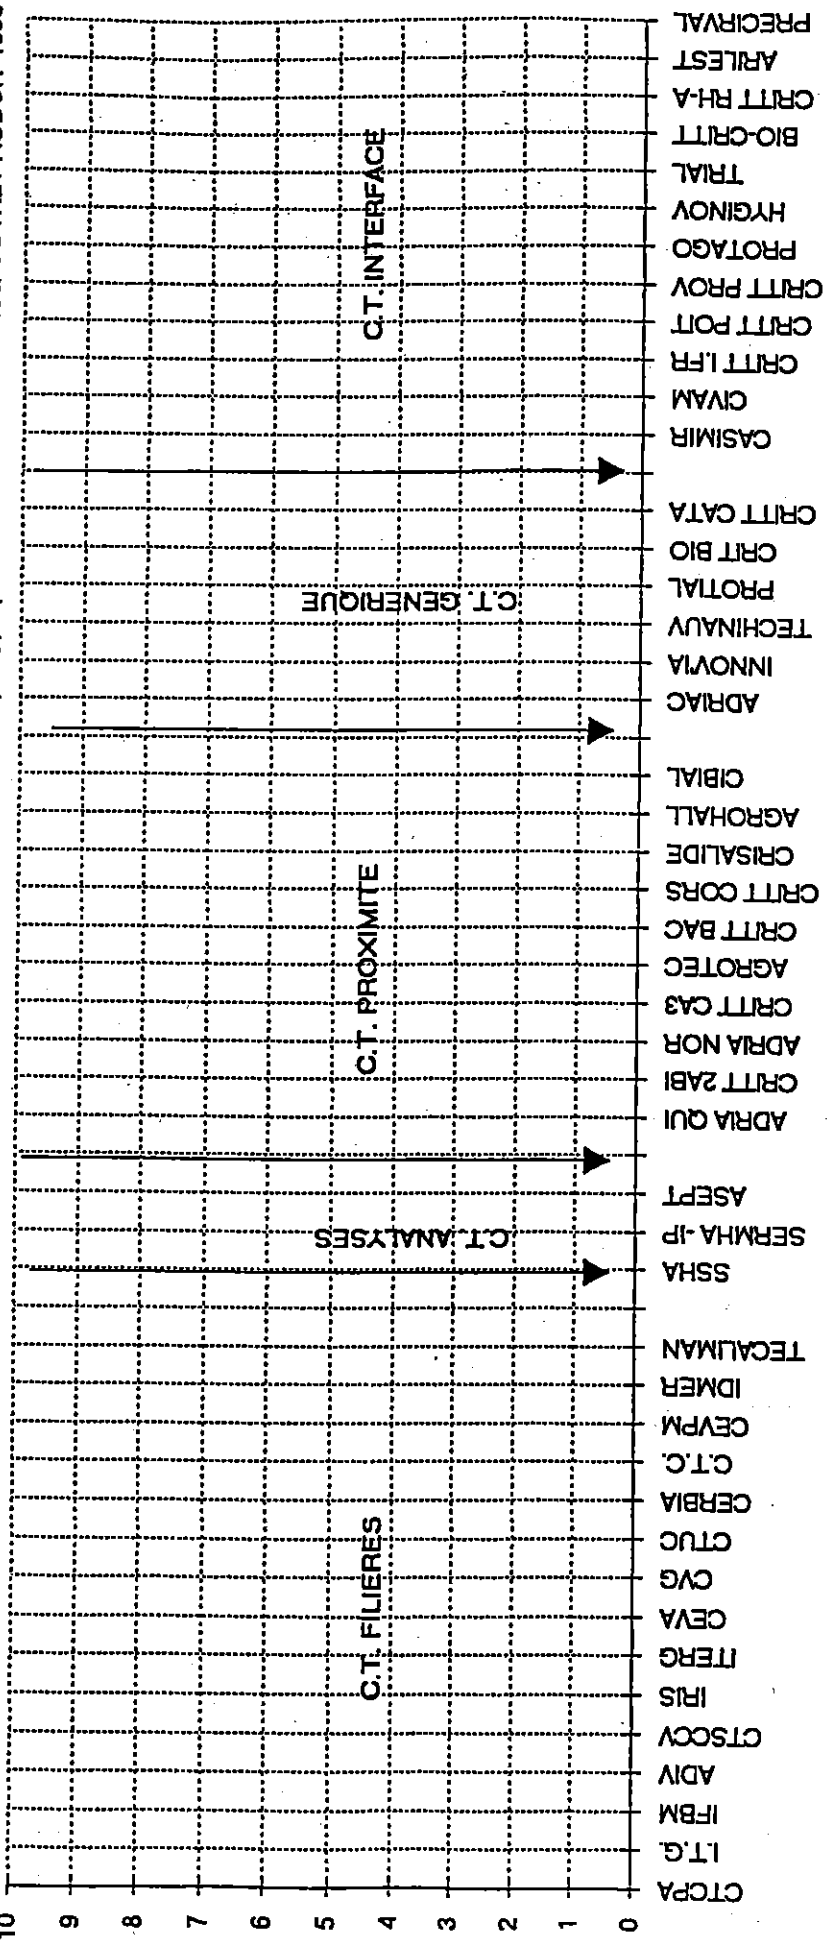 10
9
8
7
6
5
4
3
2
1
0
C.T. FILIERES
C.T. ANALYSES
C.T. PROXIMITE
C.T. GENERIQUE
C.T. INTERFACE
CTCPA
I.T.G.
IFBM
ADIV
CTSCCV
IRIS
ITERG
CEVA
CVG
CTUC
CERBIA
C.T.C.
CEVPM
IDMER
TECALIMAN
SSHA
SERMHA -IP
ASEPT
ADRIA QUI
CRITT 2ABI
ADRIA NOR
CRITT CA3
AGROTEC
CRITT BAC
CRITT CORS
CRISALIDE
AGROHALL
CIBIAL
ADRIAC
INNOVIA
TECHINAUV
PROTIAL
CRIT BIO
CRITT CATA
CASIMIR
CIVAM
CRITT I.FR
CRITT POIT
CRITT PROV
PROTAGO
HYGINOV
TRIAL
BIO-CRITT
CRITT RH-A
ARILEST
PRECIRVAL